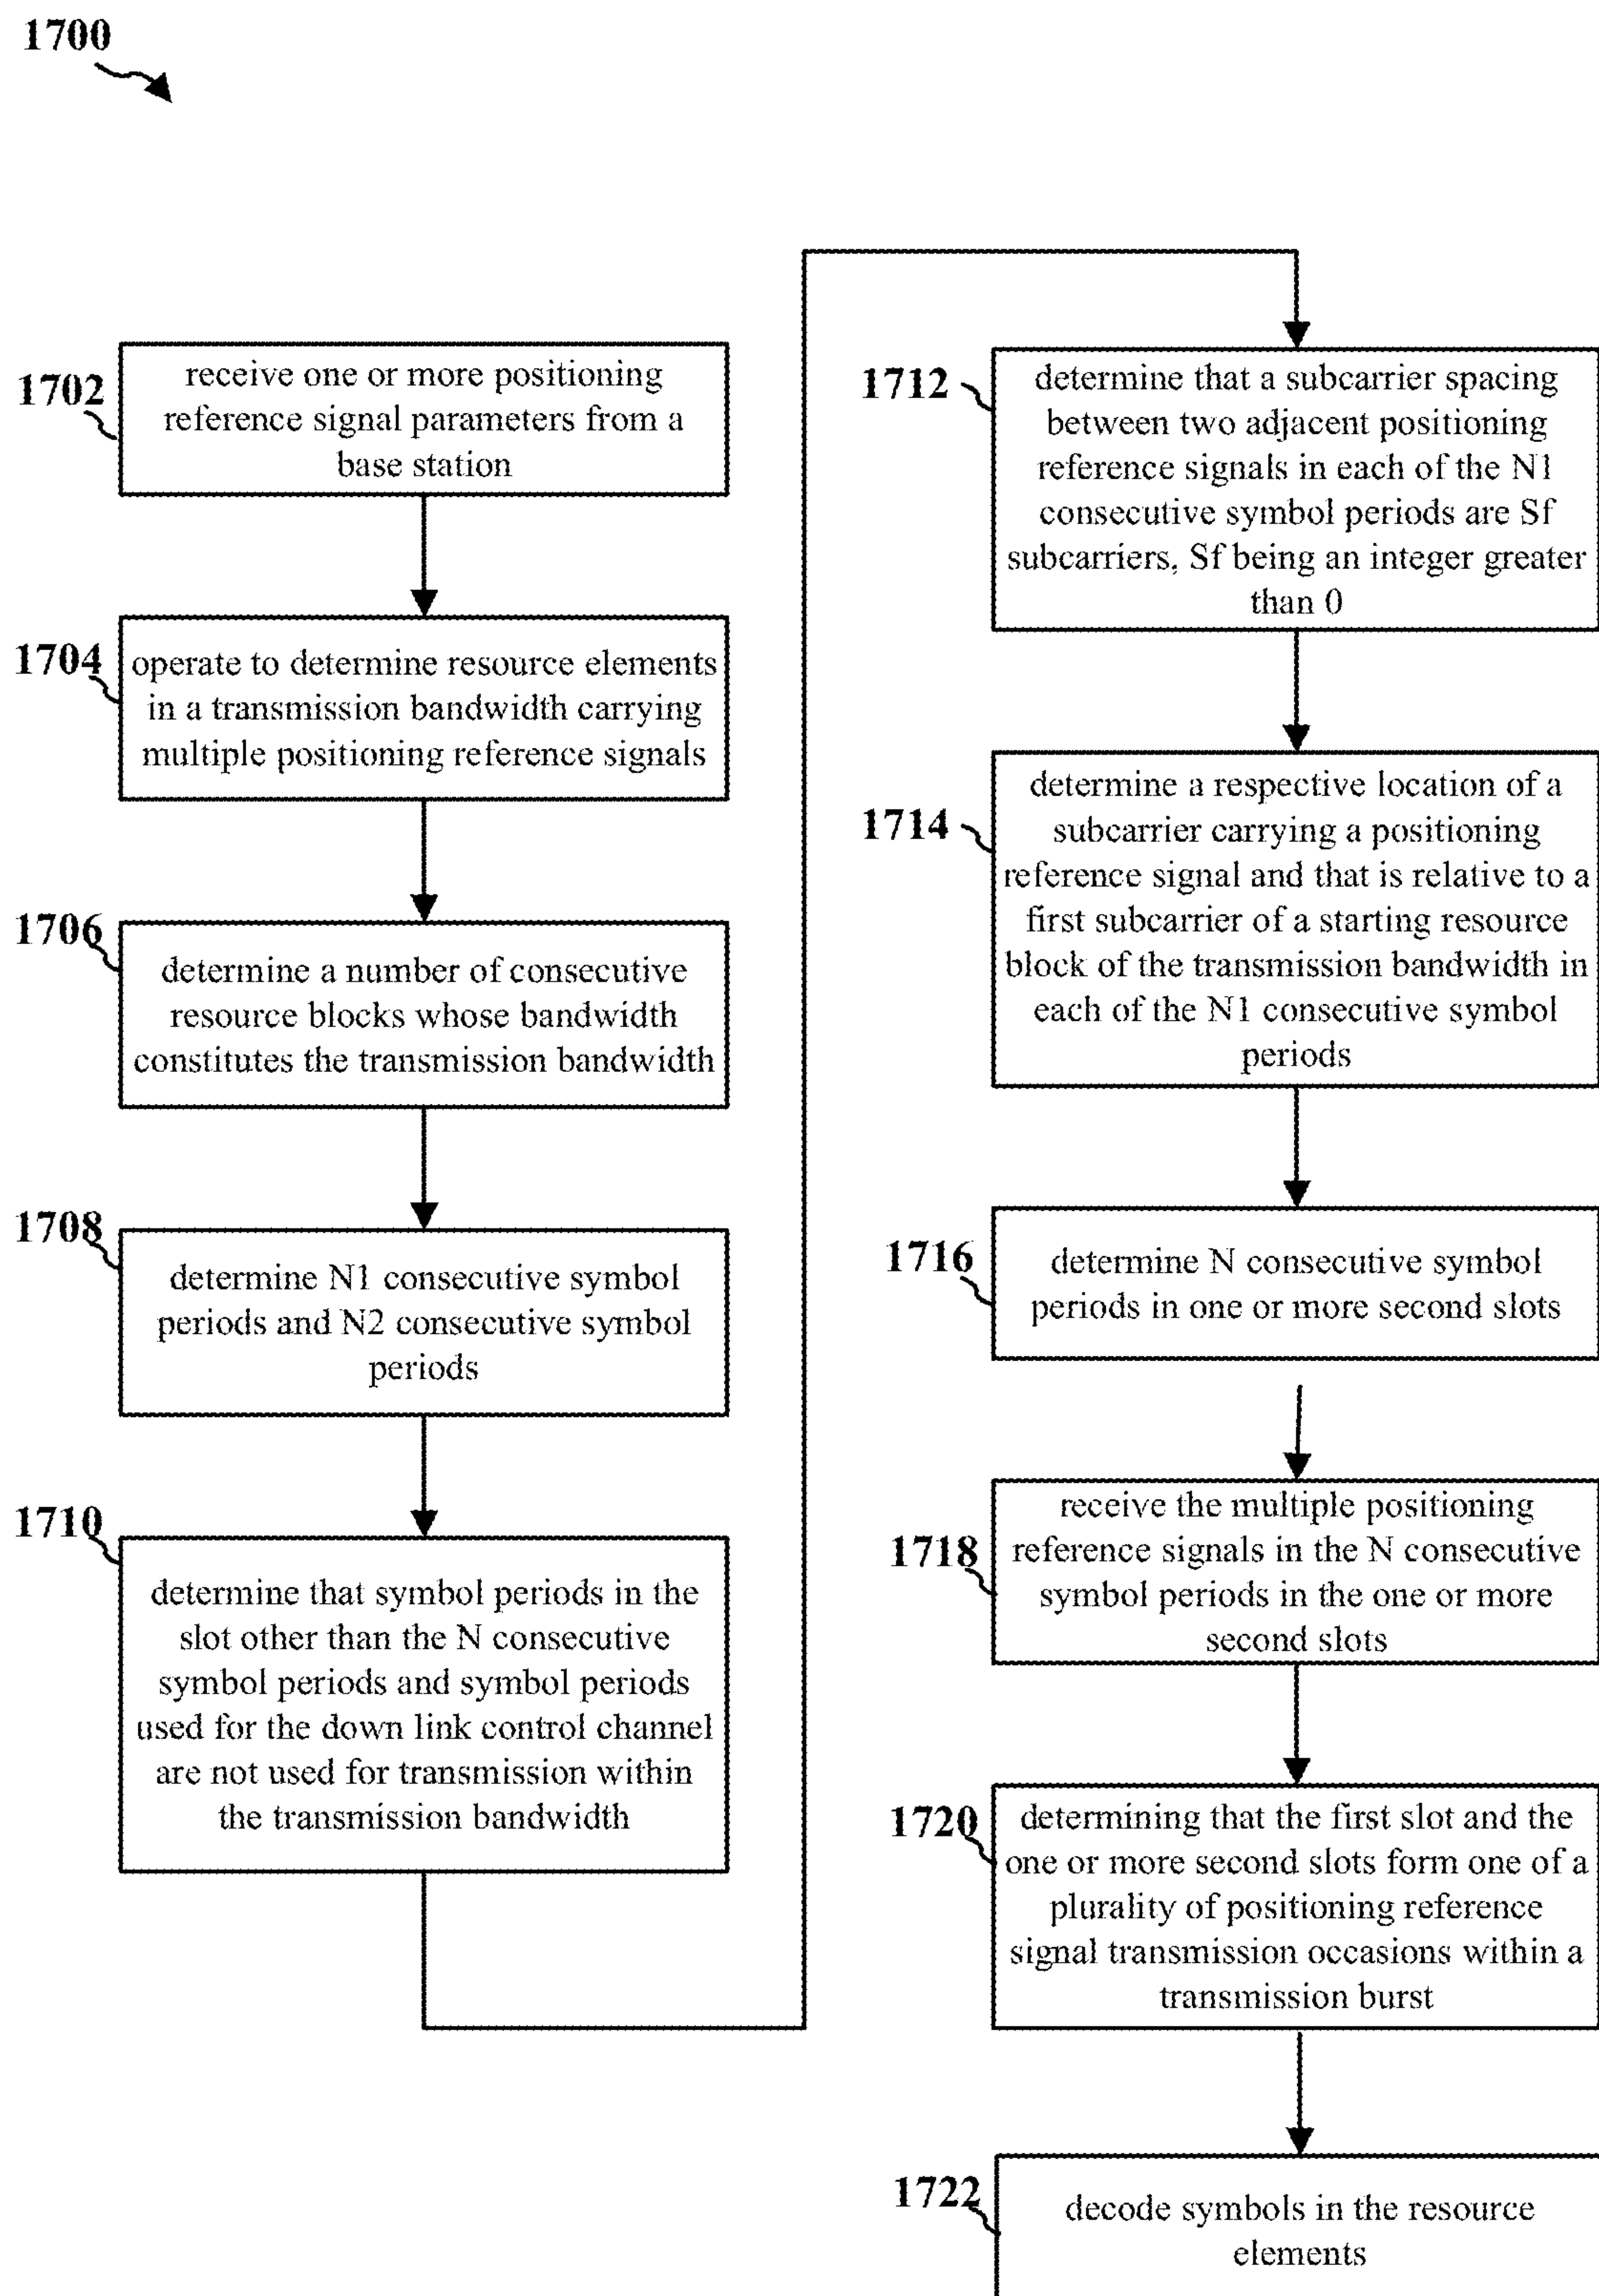 1700
1702
receive one or more positioning
reference signal parameters from a
base station
1704
operate to determine resource elements
in a transmission bandwidth carrying
multiple positioning reference signals
1706
determine a number of consecutive
resource blocks whose bandwidth
constitutes the transmission bandwidth
1708
determine N1 consecutive symbol
periods and N2 consecutive symbol
periods
1710
determine that symbol periods in the
slot other than the N consecutive
symbol periods and symbol periods
used for the down link control channel
are not used for transmission within
the transmission bandwidth
1712
determine that a subcarrier spacing
between two adjacent positioning
reference signals in each of the N1
consecutive symbol periods are Sf
subcarriers, Sf being an integer greater
than 0
1714
determine a respective location of a
subcarrier carrying a positioning
reference signal and that is relative to a
first subcarrier of a starting resource
block of the transmission bandwidth in
each of the N1 consecutive symbol
periods
1716
determine N consecutive symbol
periods in one or more second slots
1718
receive the multiple positioning
reference signals in the N consecutive
symbol periods in the one or more
second slots
1720
determining that the first slot and the
one or more second slots form one of a
plurality of positioning reference
signal transmission occasions within a
transmission burst
1722
decode symbols in the resource
elements